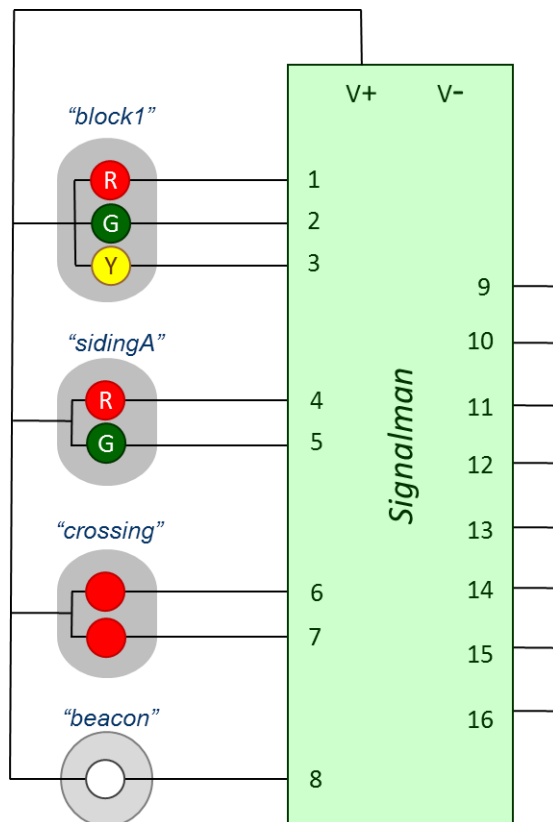 V+ V-
“block1”
R 1
G 2
Y 3
9
“sidingA”
10
R 4
11
G 5
12
Signalman
“crossing”
13
6
14
7
15
“beacon”
16
8